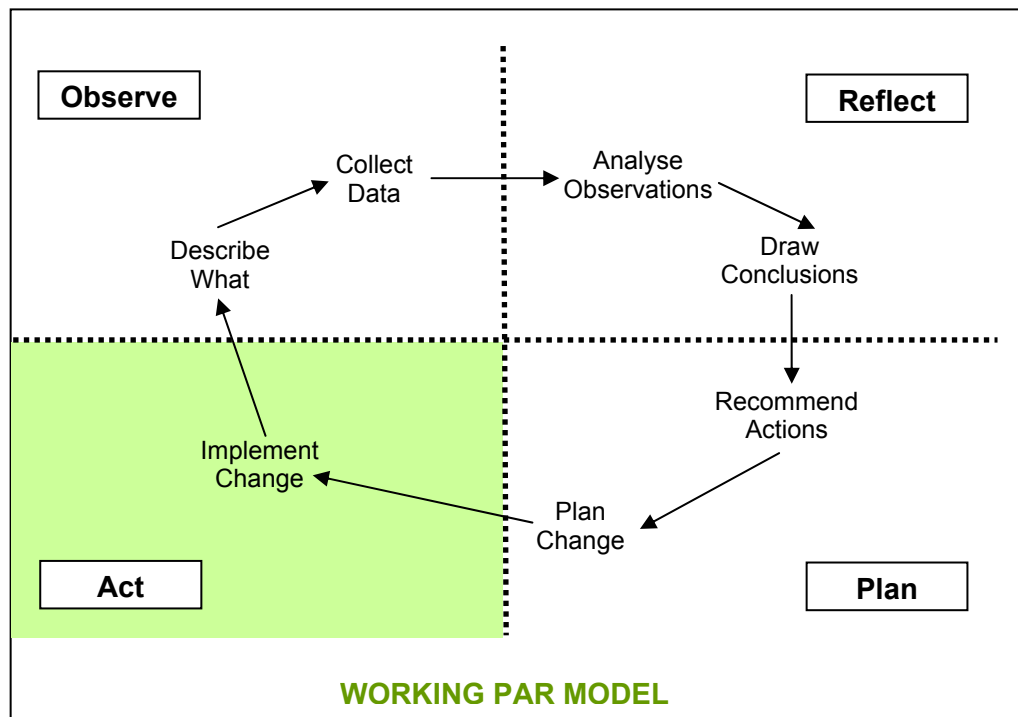 Observe
Reflect
Collect
Data
Analyse
Observations
Describe
What
Draw
Conclusions
Recommend
Actions
Implement
Change
Plan
Change
Act
Plan
WORKING PAR MODEL